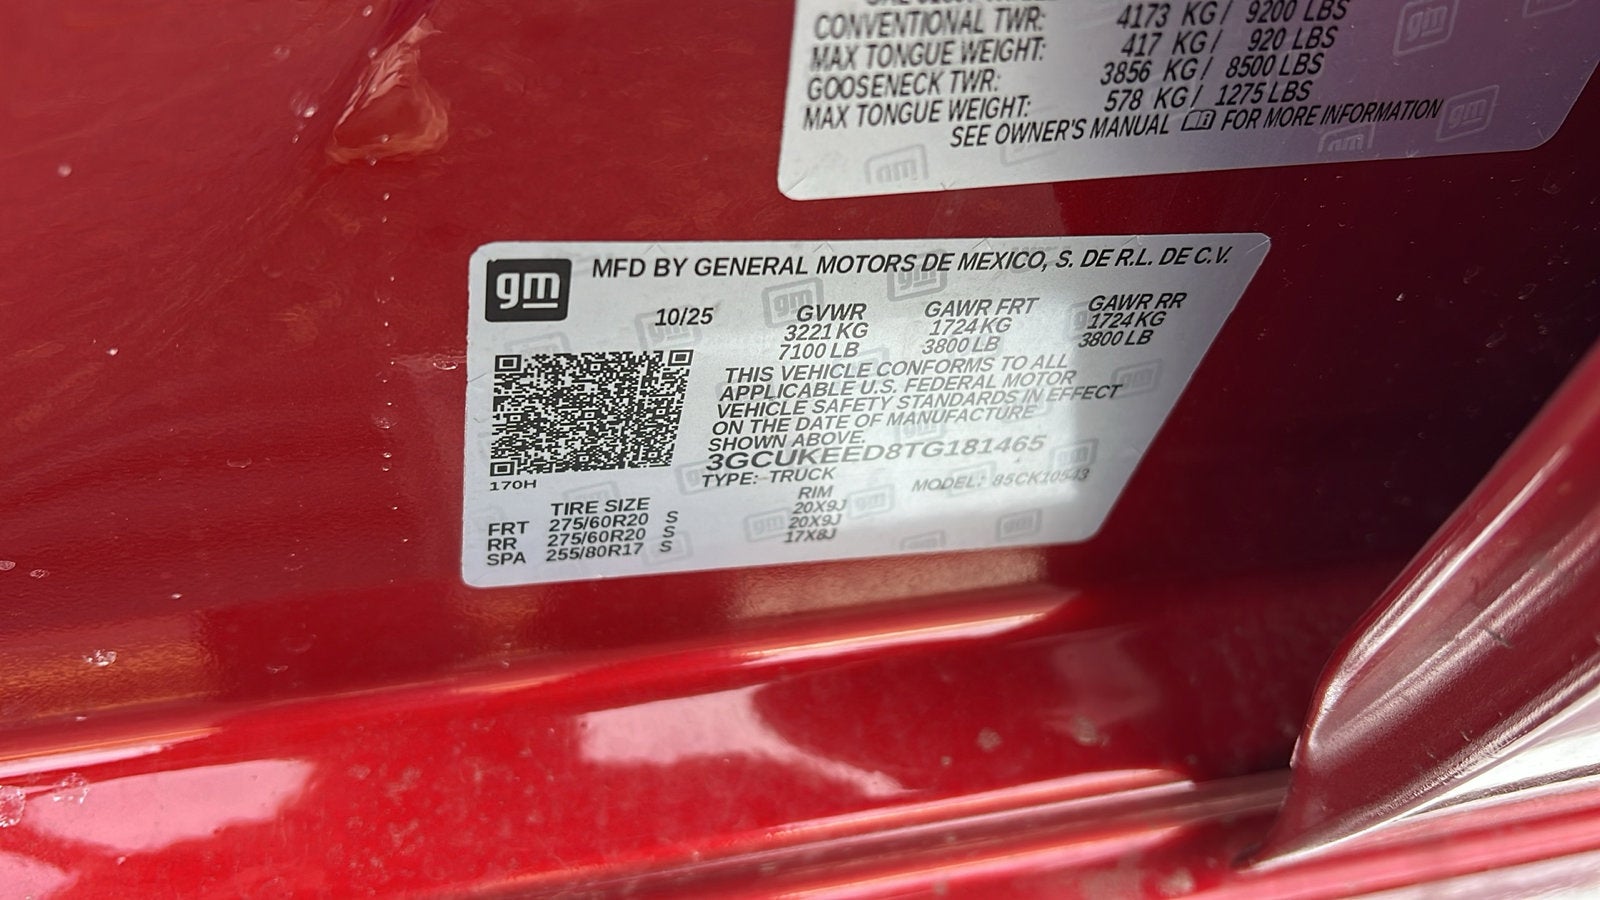 CONVENTIONAL TWR: 4173 KG/ 9200 LBS
MAX TONGUE WEIGHT: 417 KG/ 920 LBS
GOOSENECK TWR: 3856 KG/ 8500 LBS
MAX TONGUE WEIGHT: 578 KG/ 1275 LBS
SEE OWNER'S MANUAL FOR MORE INFORMATION
gm MFD BY GENERAL MOTORS DE MEXICO, S. DE R.L. DE C.V.
10/25 GVWR GAWR FRT GAWR RR
3221 KG 1724 KG 1724 KG
7100 LB 3800 LB 3800 LB
THIS VEHICLE CONFORMS TO ALL
APPLICABLE U.S. FEDERAL MOTOR
VEHICLE SAFETY STANDARDS IN EFFECT
ON THE DATE OF MANUFACTURE
SHOWN ABOVE.
3GCUKEED8TG181465
TYPE: TRUCK MODEL: 85CK10543
170H
TIRE SIZE RIM
FRT 275/60R20 S 20X9J
RR 275/60R20 S 20X9J
SPA 255/80R17 S 17X8J